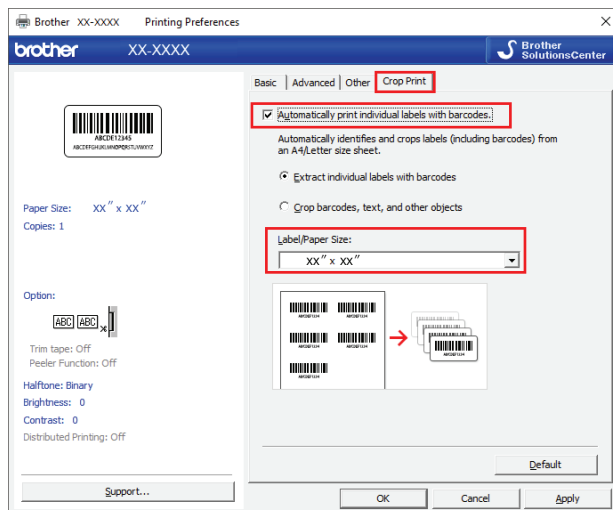 Brother XX-XXXX Printing Preferences
brother XX-XXXX Brother SolutionsCenter
Basic Advanced Other Crop Print
Automatically print individual labels with barcodes.
Automatically identifies and crops labels (including barcodes) from
an A4/Letter size sheet.
Extract individual labels with barcodes
Crop barcodes, text, and other objects
Label/Paper Size:
XX" x XX"
ABCDE12345
ABCDEFGHIJKLMNOPQRSTUVWXYZ
Paper Size: XX" x XX"
Copies: 1
Option:
ABC ABC x
Trim tape: Off
Peeler Function: Off
Halftone: Binary
Brightness: 0
Contrast: 0
Distributed Printing: Off
Support...
Default
OK Cancel Apply